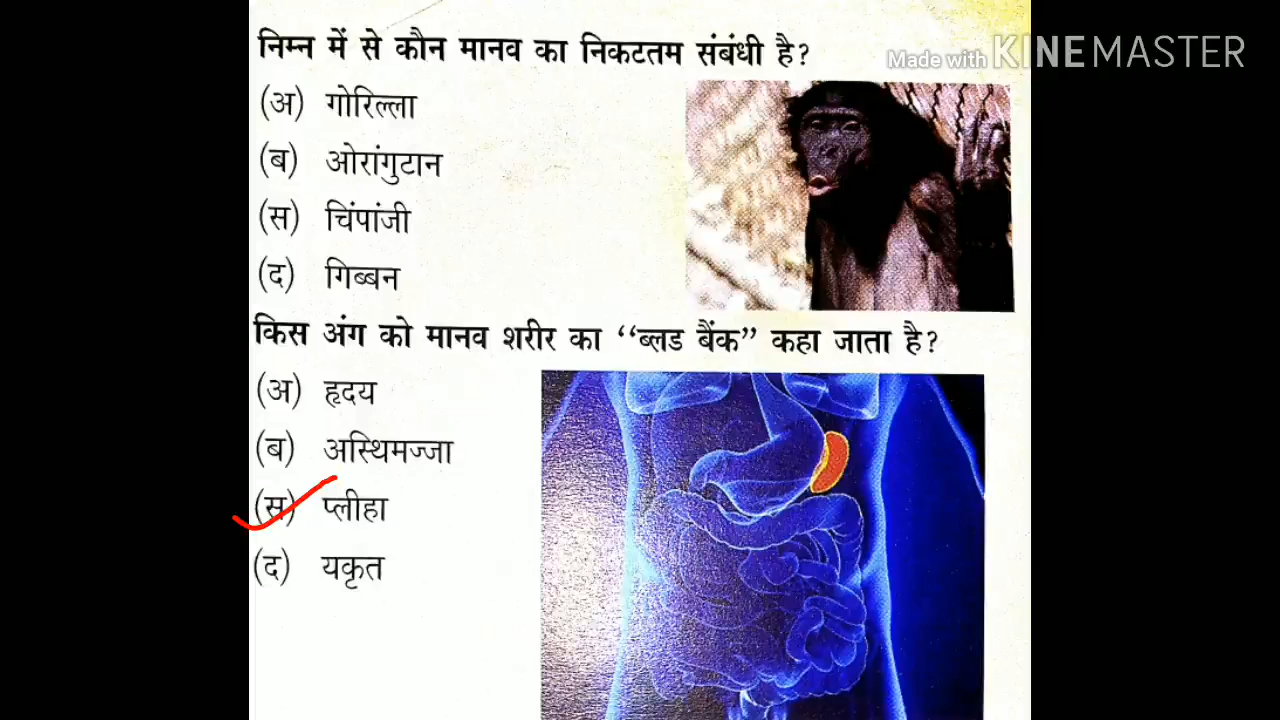 निम्न में से कौन मानव का निकटतम संबंधी है?
Made with KINEMASTER
(अ) गोरिल्ला
(ब) ओरांगुटान
(स) चिंपांजी
(द) गिब्बन
किस अंग को मानव शरीर का “ब्लड बैंक” कहा जाता है?
(अ) हृदय
(ब) अस्थिमज्जा
(स) प्लीहा
(द) यकृत